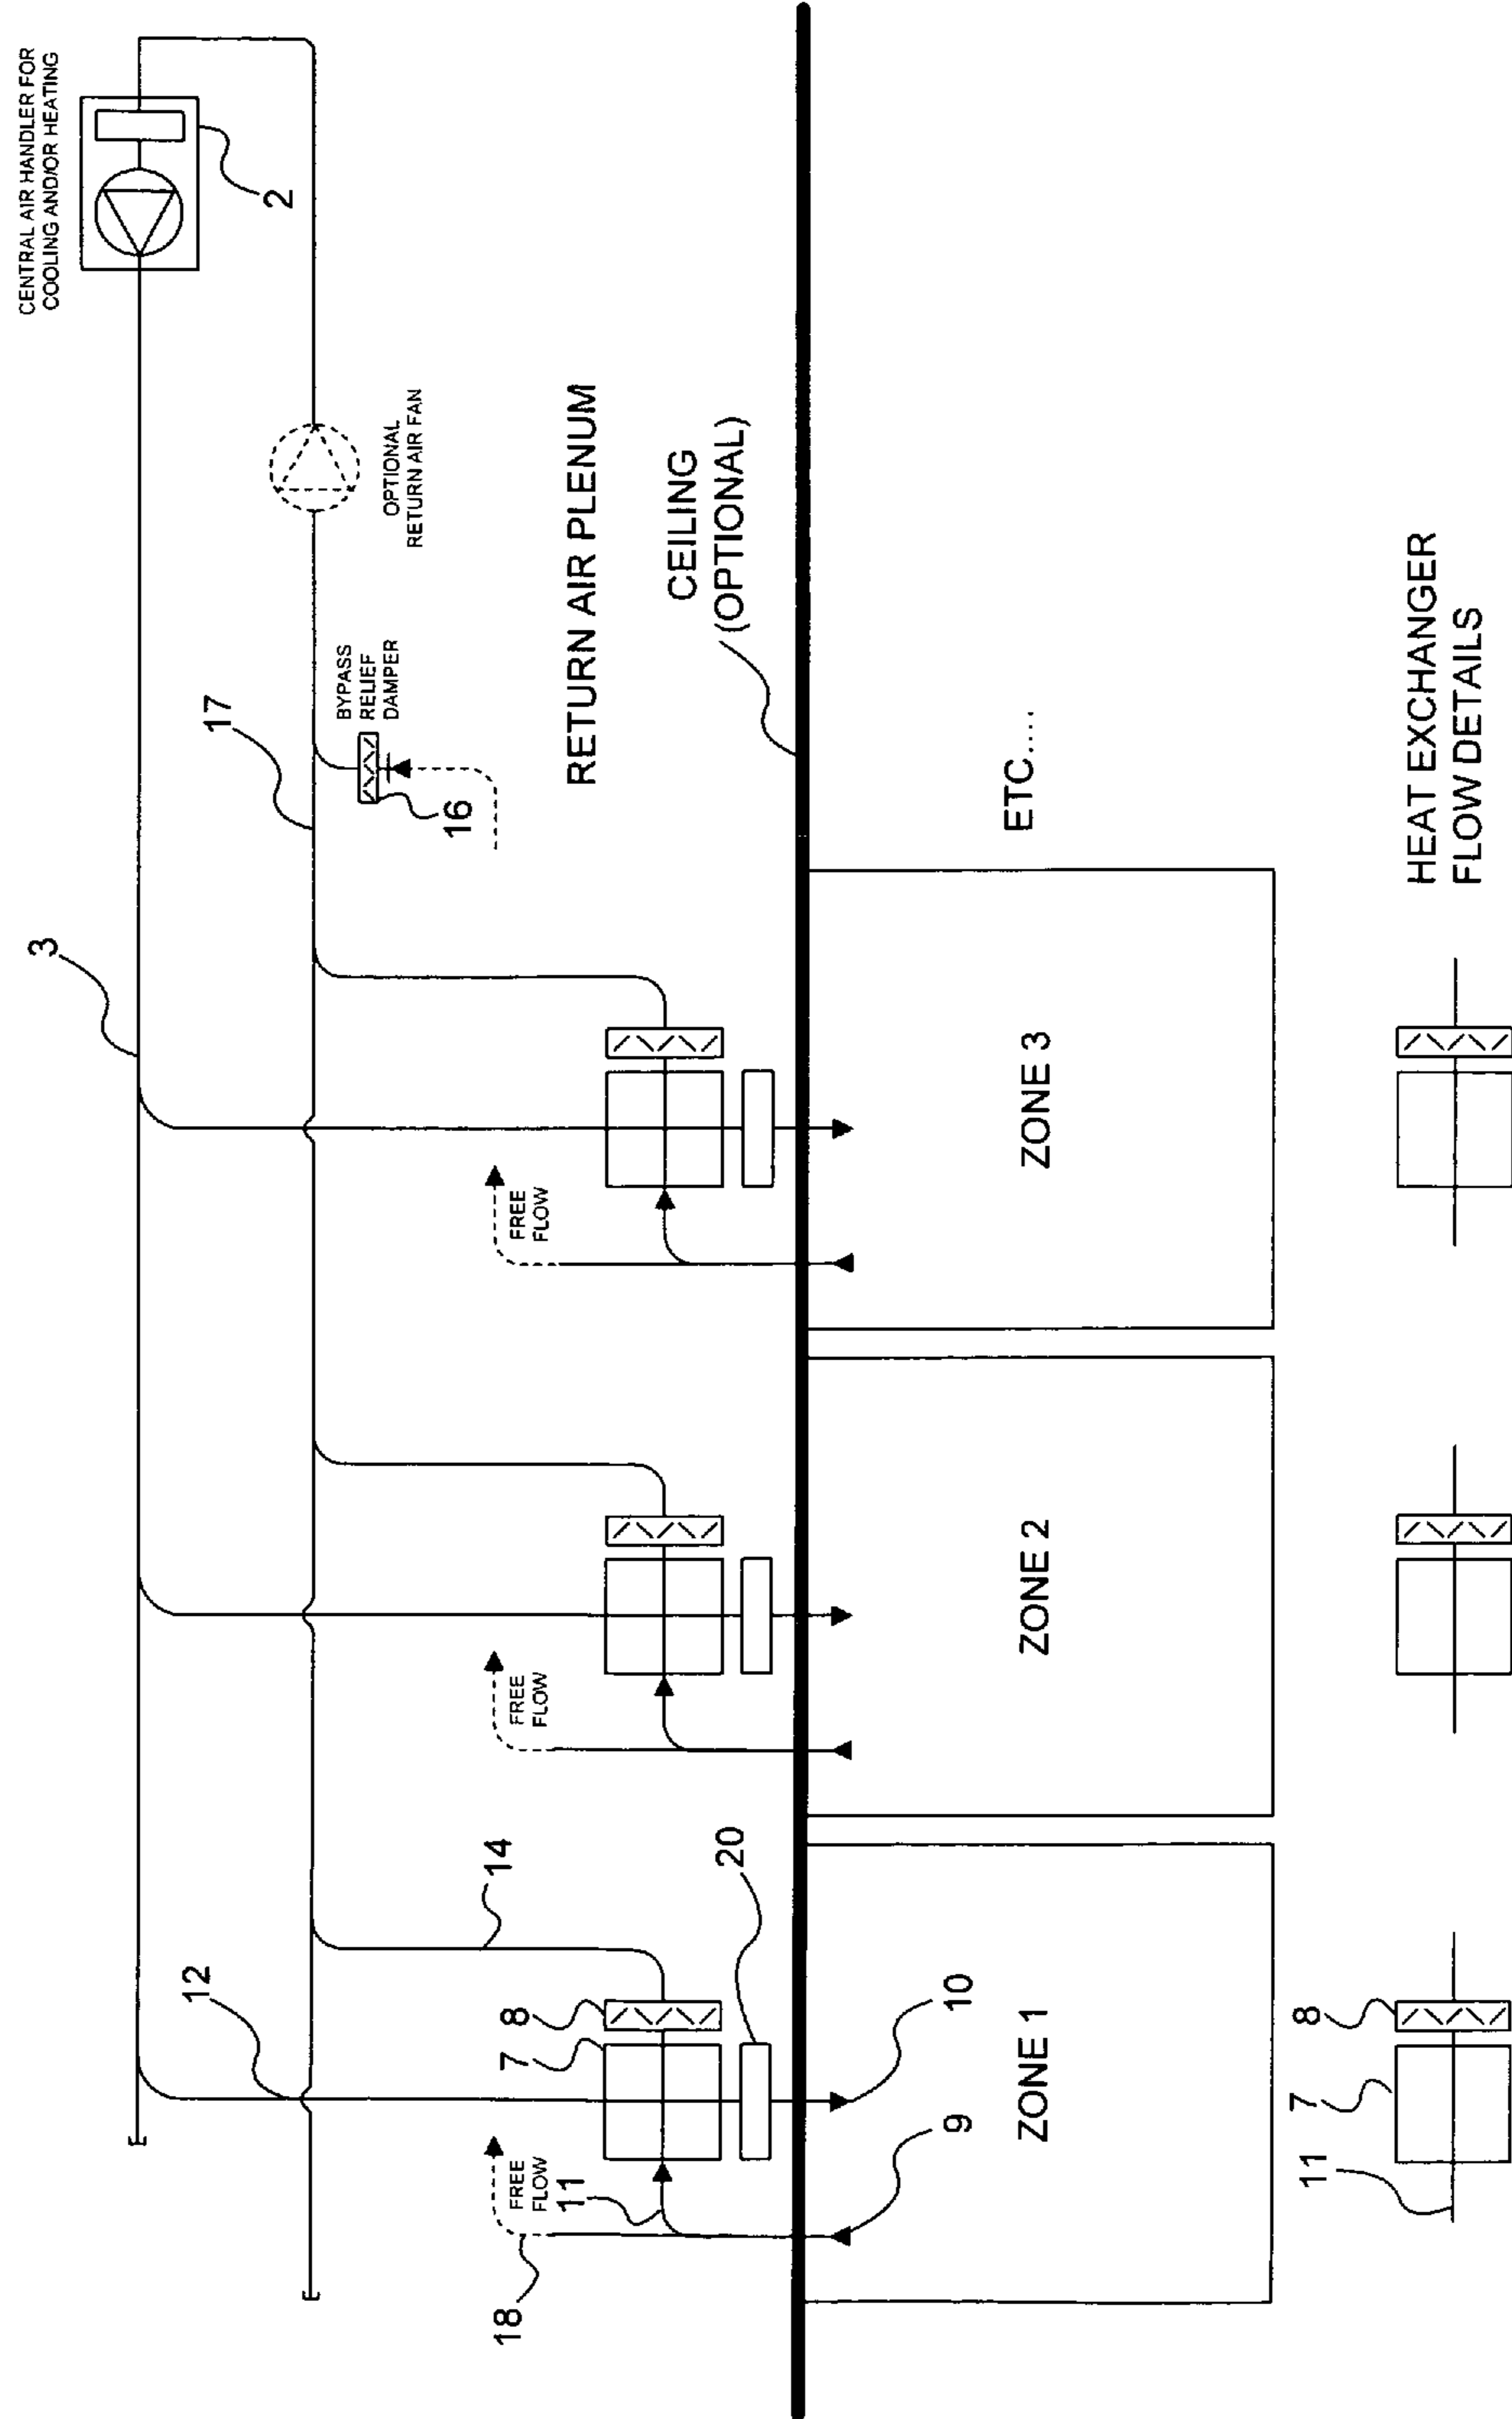 CENTRAL AIR HANDLER FOR
COOLING AND/OR HEATING
2
3
17
12
OPTIONAL
RETURN AIR FAN
BYPASS
RELIEF
DAMPER
16
RETURN AIR PLENUM
CEILING
(OPTIONAL)
14
18
FREE
FLOW
11
7
8
20
FREE
FLOW
FREE
FLOW
9
10
ZONE 1
ZONE 2
ZONE 3
ETC....
11
7
8
HEAT EXCHANGER
FLOW DETAILS